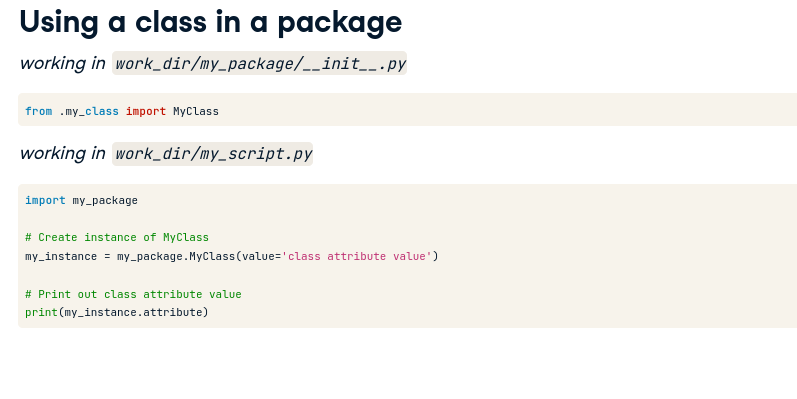 Using a class in a package
working in work_dir/my_package/__init__.py
from .my_class import MyClass
working in work_dir/my_script.py
import my_package
# Create instance of MyClass
my_instance = my_package.MyClass(value='class attribute value')
# Print out class attribute value
print(my_instance.attribute)